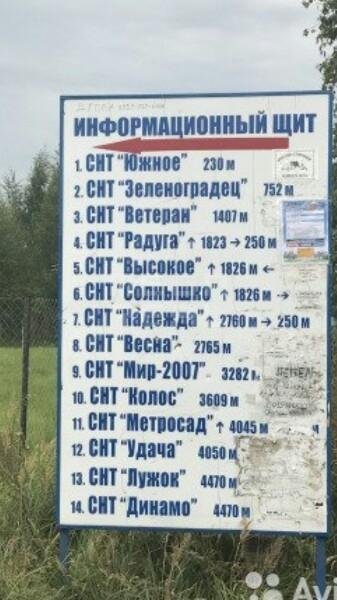 ИНФОРМАЦИОННЫЙ ЩИТ
1. СНТ "Южное" 230 м
2. СНТ "Зеленоградец" 752 м
3. СНТ "Ветеран" 1407 м
4. СНТ "Радуга" ↑ 1823 → 250 м
5. СНТ "Высокое" ↑ 1826 м ←
6. СНТ "Солнышко" ↑ 1826 м →
7. СНТ "Надежда" ↑ 2760 м → 250 м
8. СНТ "Весна" 2765 м
9. СНТ "Мир-2007" 3282 м
10. СНТ "Колос" 3609 м
11. СНТ "Метросад" ↑ 4045 м м
12. СНТ "Удача" 4050 м
13. СНТ "Лужок" 4470 м
14. СНТ "Динамо" 4470 м
Avi